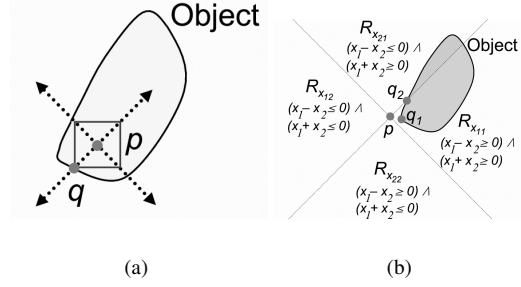 Object
p
q
(a)
R_{x_{21}}
(x_1 - x_2 ≤ 0) ∧
(x_1 + x_2 ≥ 0)
Object
R_{x_{12}}
(x_1 - x_2 ≤ 0) ∧
(x_1 + x_2 ≤ 0)
q_2
q_1
p
R_{x_{11}}
(x_1 - x_2 ≥ 0) ∧
(x_1 + x_2 ≥ 0)
R_{x_{22}}
(x_1 - x_2 ≥ 0) ∧
(x_1 + x_2 ≤ 0)
(b)